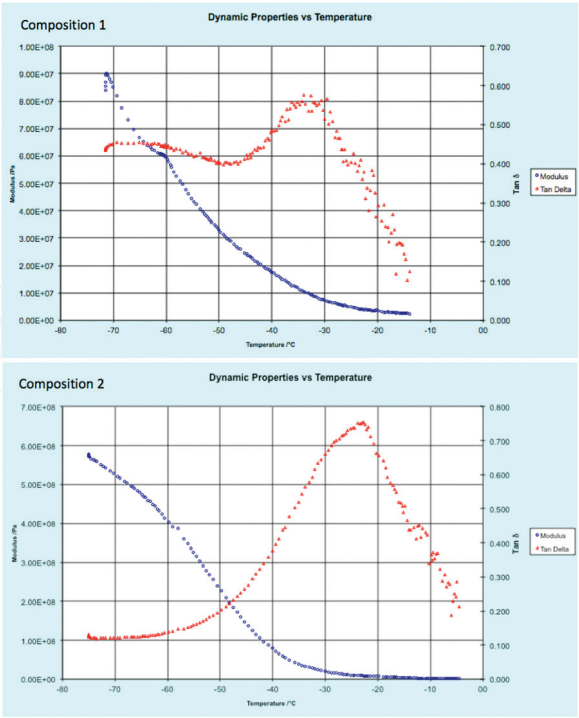 Composition 1
Dynamic Properties vs Temperature
1.00E+08
9.00E+07
8.00E+07
7.00E+07
6.00E+07
5.00E+07
4.00E+07
3.00E+07
2.00E+07
1.00E+07
0.00E+00
Modulus /Pa
0.700
0.600
0.500
0.400
0.300
0.200
0.100
0.000
Tan δ
Modulus
Tan Delta
-80 -70 -60 -50 -40 -30 -20 -10 00
Temperature /°C
Composition 2
Dynamic Properties vs Temperature
7.00E+08
6.00E+08
5.00E+08
4.00E+08
3.00E+08
2.00E+08
1.00E+08
0.00E+00
Modulus /Pa
0.800
0.700
0.600
0.500
0.400
0.300
0.200
0.100
0.000
Tan δ
Modulus
Tan Delta
-80 -70 -60 -50 -40 -30 -20 -10 00
Temperature /°C